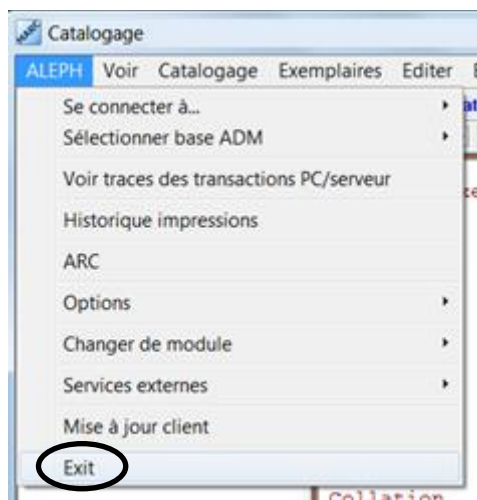 Catalogage
ALEPH Voir Catalogage Exemplaires Editer
Se connecter à...
Sélectionner base ADM
Voir traces des transactions PC/serveur
Historique impressions
ARC
Options
Changer de module
Services externes
Mise à jour client
Exit
Collation